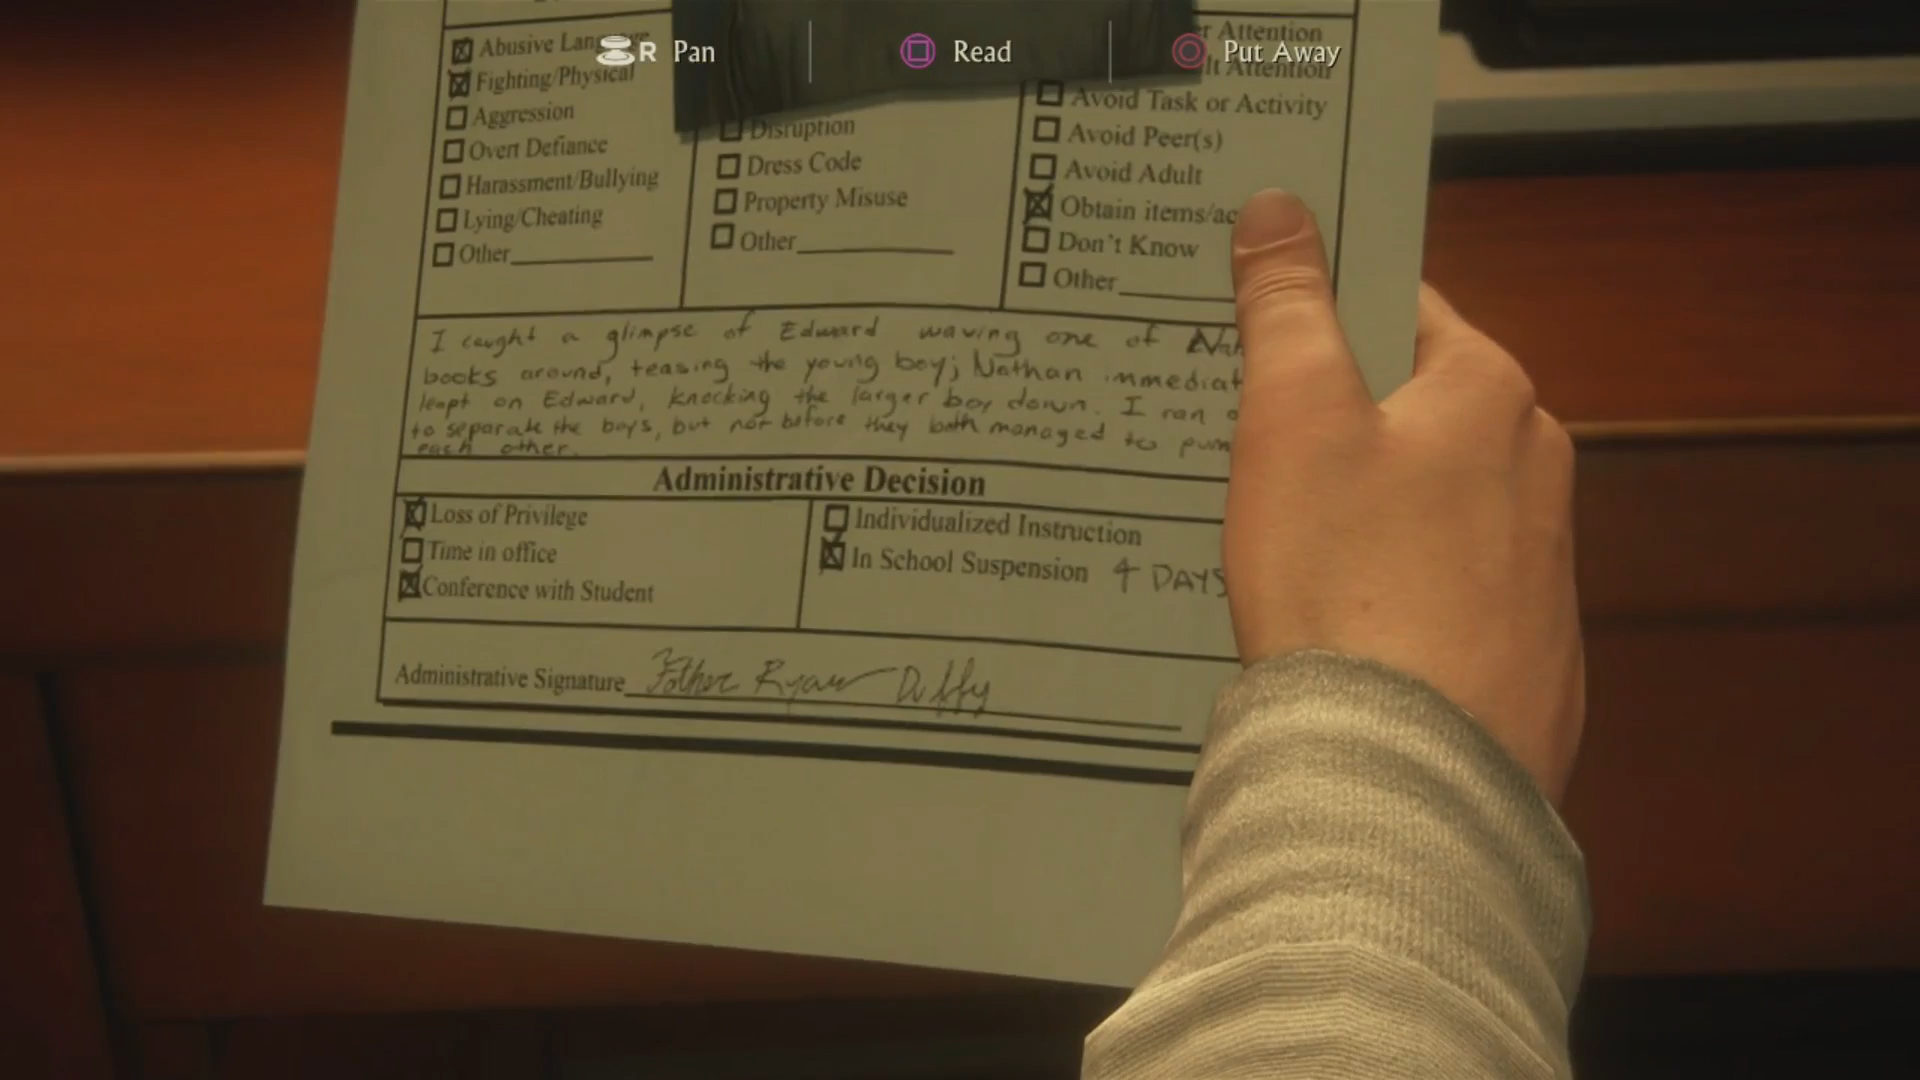 R Pan
Read
Put Away
Abusive
Fighting/Physical
Aggression
Overt Defiance
Harassment/Bullying
Lying/Cheating
Other
Disruption
Dress Code
Property Misuse
Other
Attention
Attention
Avoid Task or Activity
Avoid Peer(s)
Avoid Adult
Obtain items/ac
Don't Know
Other
I caught a glimpse of Edward waving one of
books around, teasing the young boy; Nathan
leapt on Edward, knocking the larger boy down. I ran
to separate the boys, but not before they both managed to
each other.
Administrative Decision
Loss of Privilege
Time in office
Conference with Student
Individualized Instruction
In School Suspension 4 DAYS
Administrative Signature Father Ryan Duffy